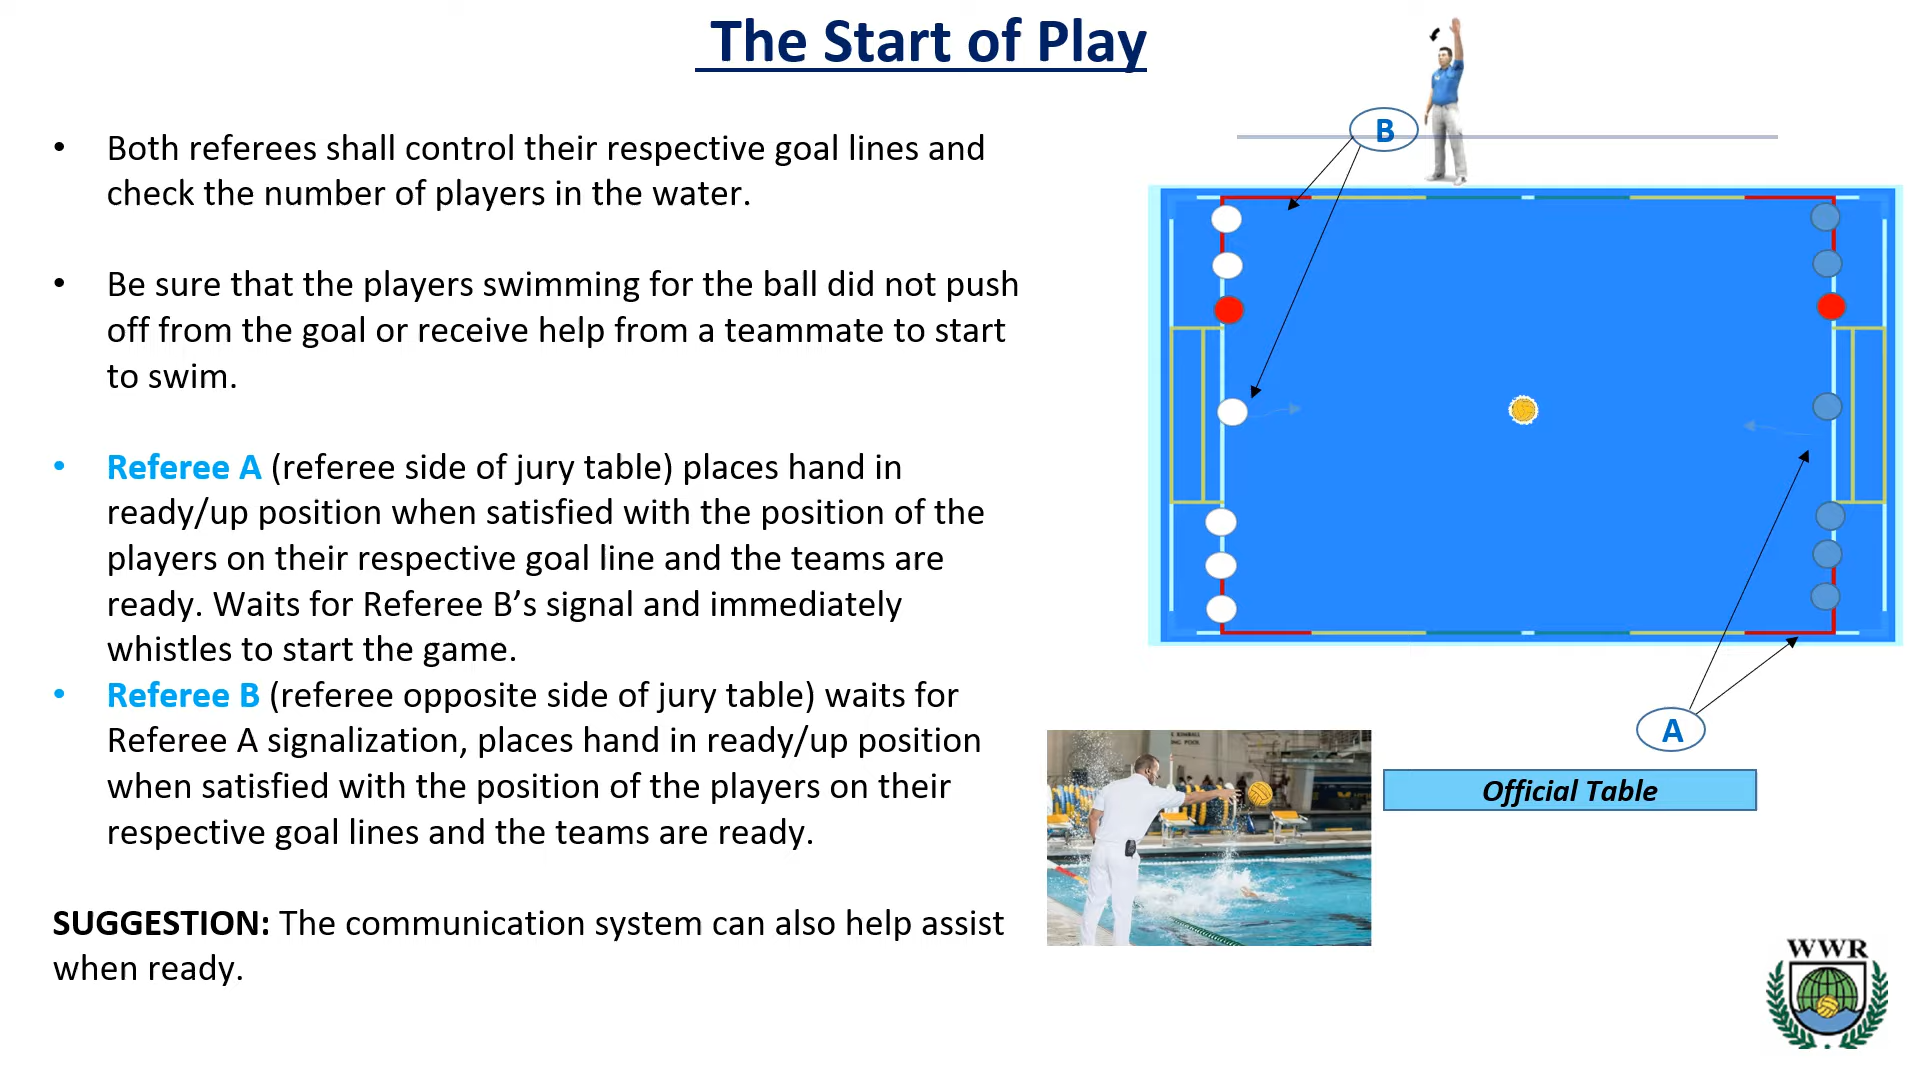 The Start of Play
• Both referees shall control their respective goal lines and
check the number of players in the water.
• Be sure that the players swimming for the ball did not push
off from the goal or receive help from a teammate to start
to swim.
• Referee A (referee side of jury table) places hand in
ready/up position when satisfied with the position of the
players on their respective goal line and the teams are
ready. Waits for Referee B’s signal and immediately
whistles to start the game.
• Referee B (referee opposite side of jury table) waits for
Referee A signalization, places hand in ready/up position
when satisfied with the position of the players on their
respective goal lines and the teams are ready.
SUGGESTION: The communication system can also help assist
when ready.
B
A
Official Table
WWR